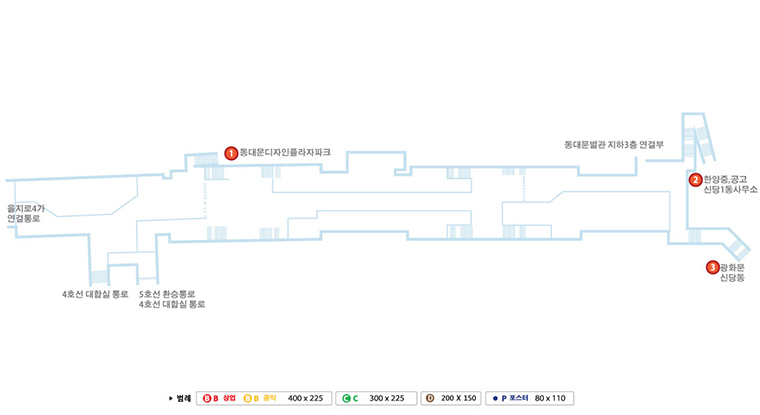 1 동대문디자인플라자파크
동대문별관 지하3층 연결부
2 한양중,공고
신당1동사무소
을지로4가
연결통로
3 광화문
신당동
4호선 대합실 통로
5호선 환승통로
4호선 대합실 통로
범례 B B 상업 B B 공익 400 x 225 C C 300 x 225 D 200 X 150 P 포스터 80 x 110